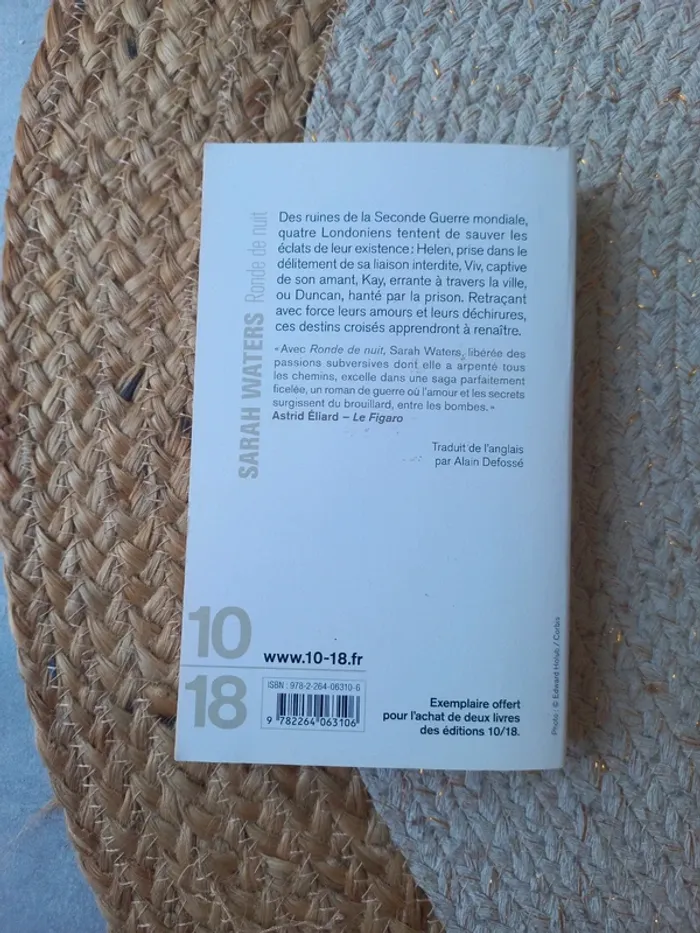 SARAH WATERS Ronde de nuit
Des ruines de la Seconde Guerre mondiale,
quatre Londoniens tentent de sauver les
éclats de leur existence : Helen, prise dans le
délitement de sa liaison interdite, Viv, captive
de son amant, Kay, errante à travers la ville,
ou Duncan, hanté par la prison. Retraçant
avec force leurs amours et leurs déchirures,
ces destins croisés apprendront à renaître.
« Avec Ronde de nuit, Sarah Waters, libérée des
passions subversives dont elle a arpenté tous
les chemins, excelle dans une saga parfaitement
ficelée, un roman de guerre où l'amour et les secrets
surgissent du brouillard, entre les bombes. »
Astrid Éliard – Le Figaro
Traduit de l'anglais
par Alain Defossé
10
18
www.10-18.fr
ISBN : 978-2-264-06310-6
9 782264 063106
Exemplaire offert
pour l'achat de deux livres
des éditions 10/18.
Photo : © Edward Holub / Corbis